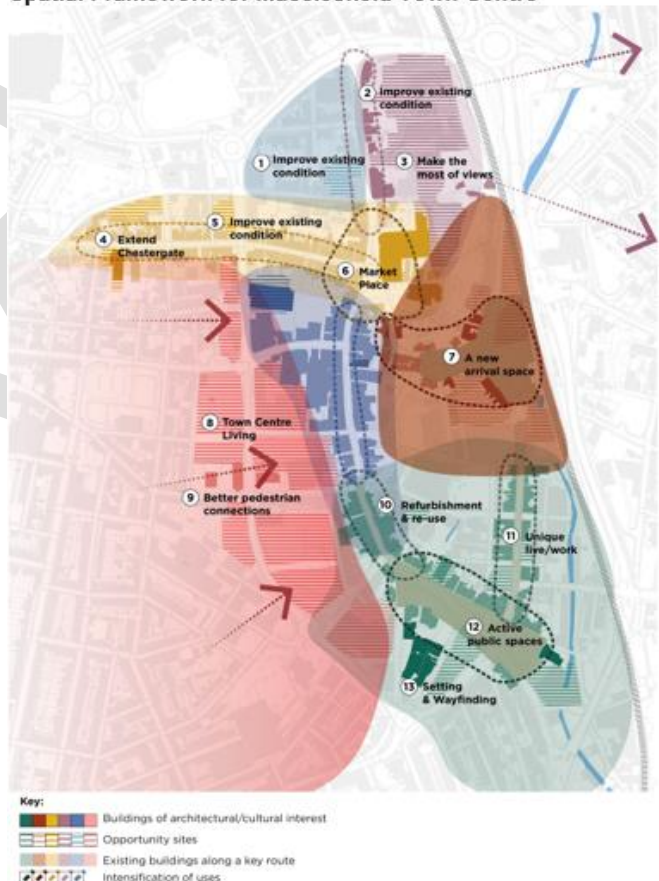 Spatial Framework for Macclesfield Town Centre
2 Improve existing
condition
1 Improve existing
condition
3 Make the
most of views
5 Improve existing
condition
4 Extend
Chestergate
6 Market
Place
7 A new
arrival space
8 Town Centre
Living
9 Better pedestrian
connections
10 Refurbishment
& re-use
11 Unique
live/work
12 Active
public spaces
13 Setting
& Wayfinding
Key:
Buildings of architectural/cultural interest
Opportunity sites
Existing buildings along a key route
Intensification of uses